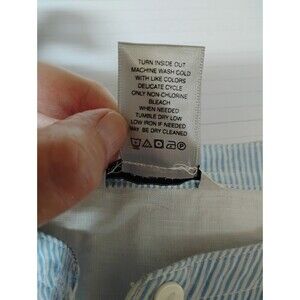 TURN INSIDE OUT
MACHINE WASH COLD
WITH LIKE COLORS
DELICATE CYCLE
ONLY NON CHLORINE
BLEACH
WHEN NEEDED
TUMBLE DRY LOW
LOW IRON IF NEEDED
MAY BE DRY CLEANED